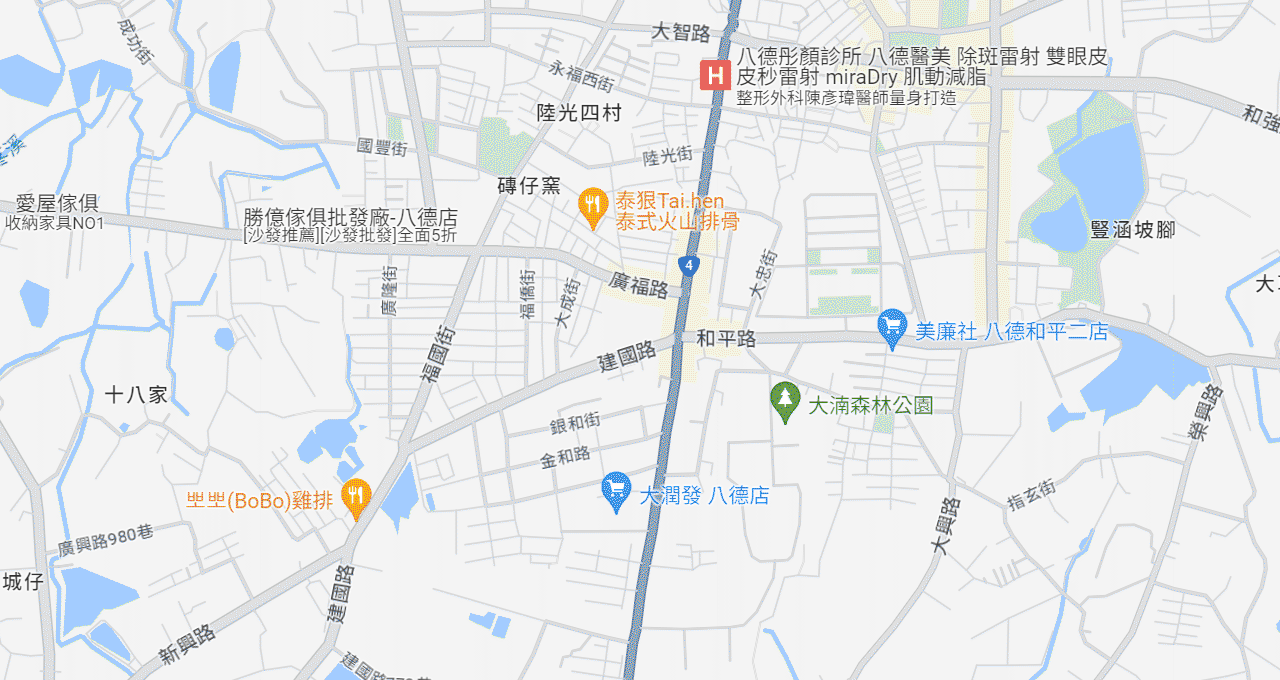 成功街
大智路
八德彤顏診所 八德醫美 除斑雷射 雙眼皮
皮秒雷射 miraDry 肌動減脂
整形外科陳彥瑋醫師量身打造
永福西街
陸光四村
和強
國豐街
陸光街
磚仔窯
泰狠Tai.hen
泰式火山排骨
愛屋傢俱
收納家具NO1
勝億傢俱批發廠-八德店
[沙發推薦][沙發批發]全面5折
豎涵坡腳
4
大忠街
廣隆街
福僑街
大成街
廣福路
大
和平路
美廉社 八德和平二店
福國街
建國路
十八家
大湳森林公園
榮興路
銀和街
金和路
뽀뽀(BoBo)雞排
大潤發 八德店
指玄街
大興路
廣興路980巷
城仔
建國路
新興路